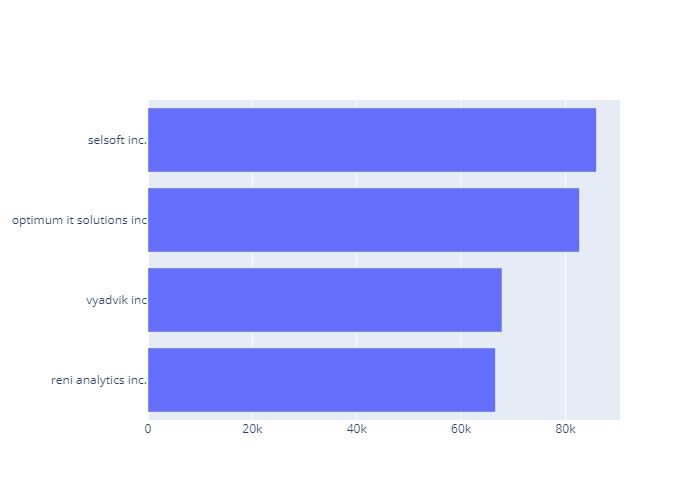 selsoft inc.
optimum it solutions inc
vyadvik inc
reni analytics inc.
0 20k 40k 60k 80k